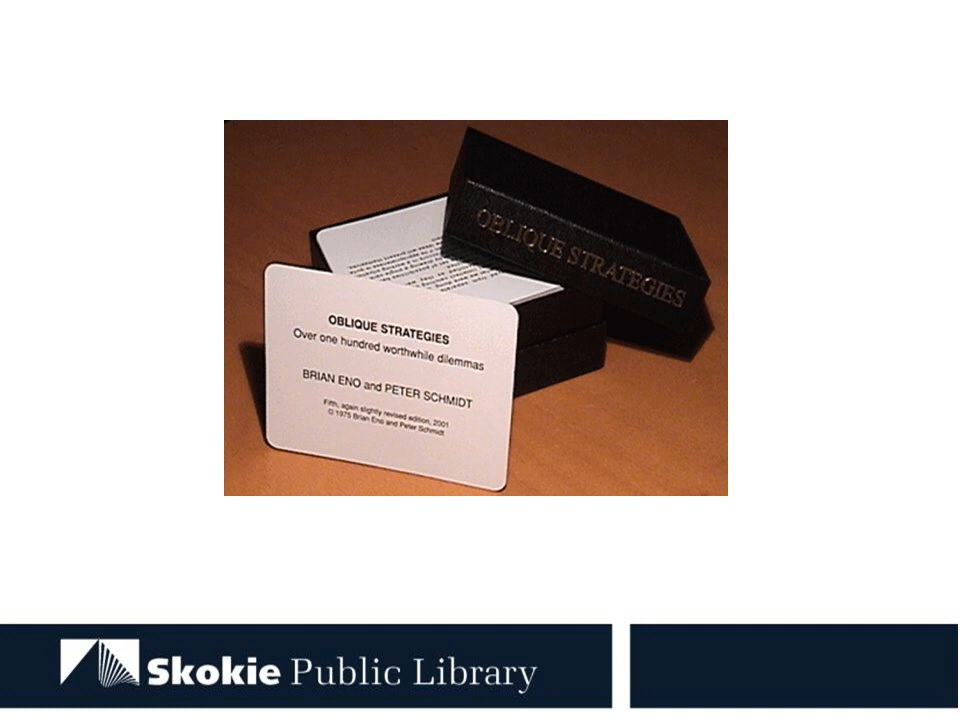 OBLIQUE STRATEGIES
OBLIQUE STRATEGIES
Over one hundred worthwhile dilemmas
BRIAN ENO and PETER SCHMIDT
Fifth, again slightly revised edition, 2001
© 1975 Brian Eno and Peter Schmidt
Skokie Public Library